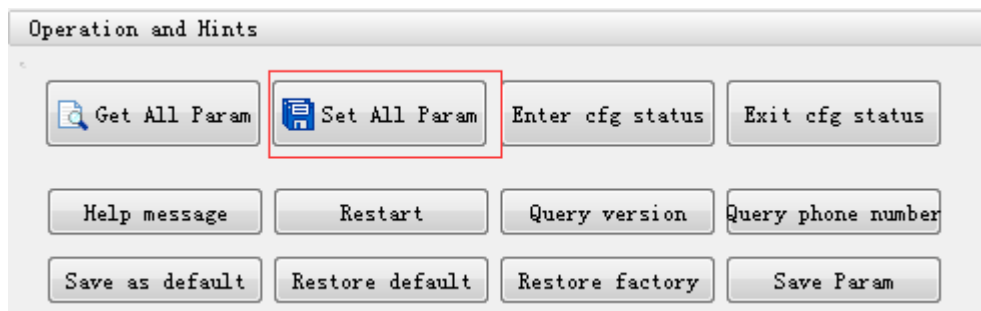 Operation and Hints
Get All Param Set All Param Enter cfg status Exit cfg status
Help message Restart Query version Query phone number
Save as default Restore default Restore factory Save Param